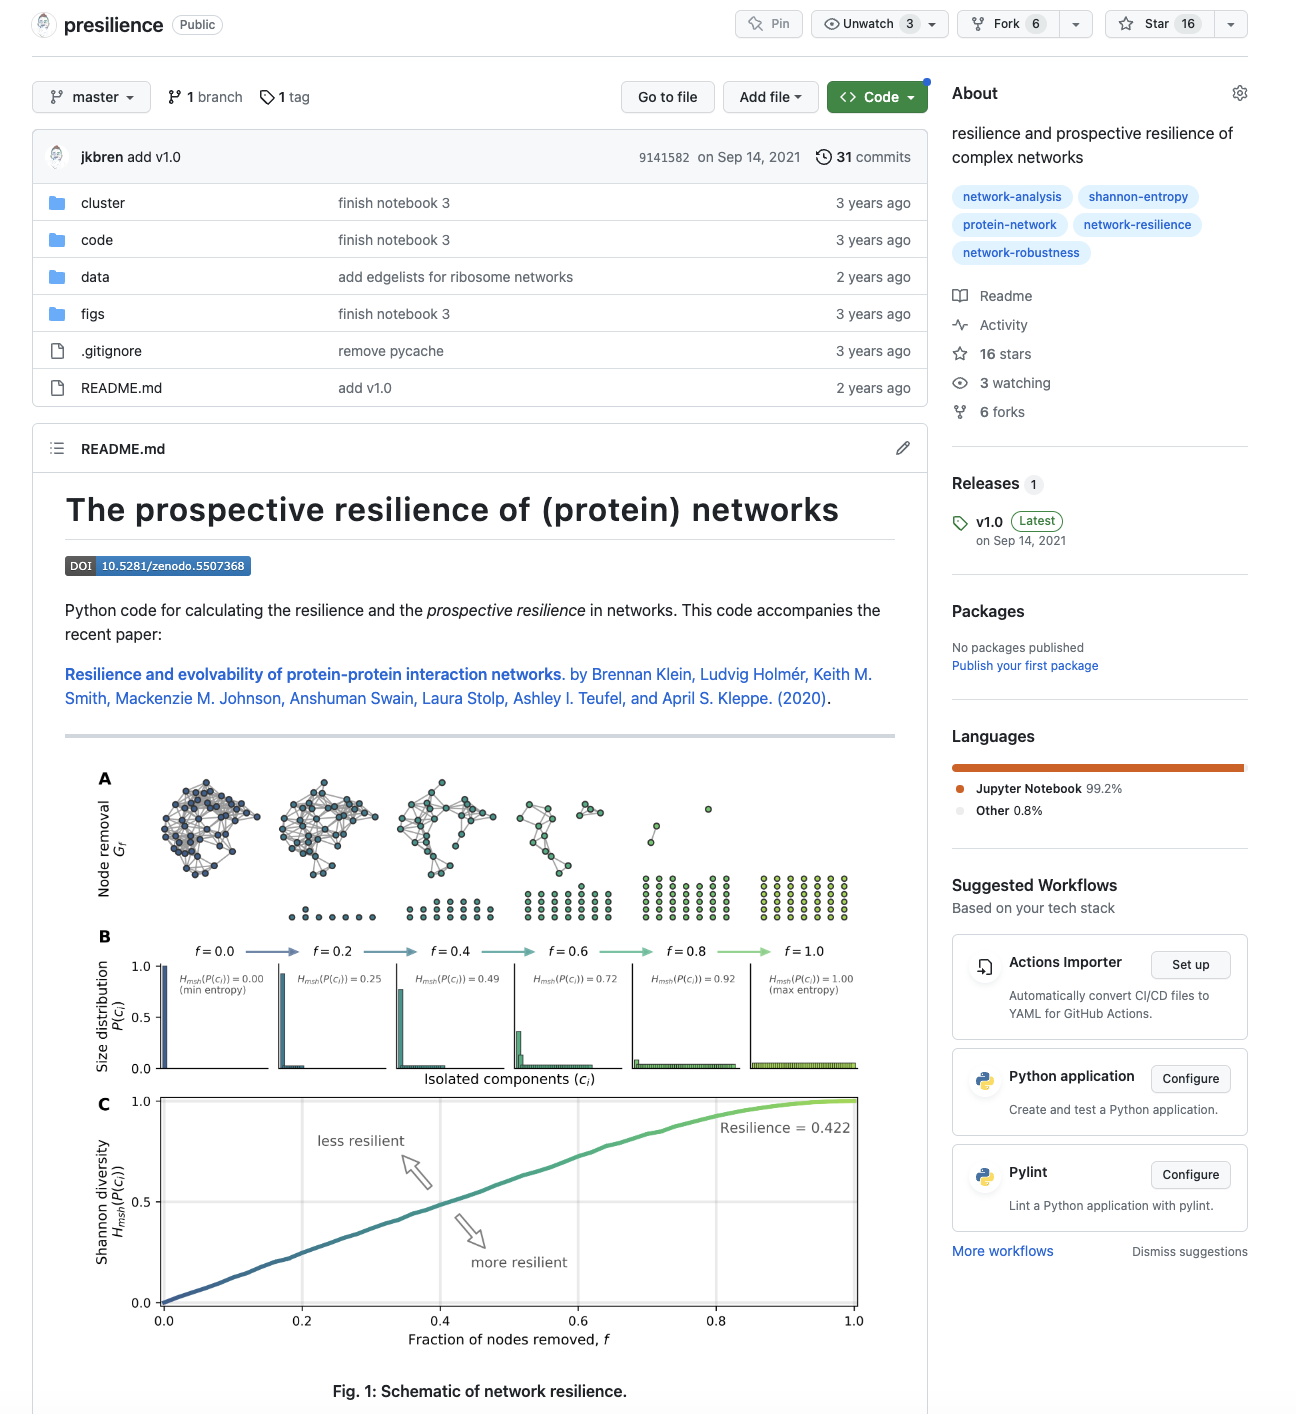 presilience Public Pin Unwatch 3 Fork 6 Star 16
master 1 branch 1 tag Go to file Add file <> Code
jkbren add v1.0 9141582 on Sep 14, 2021 31 commits
cluster finish notebook 3 3 years ago
code finish notebook 3 3 years ago
data add edgelists for ribosome networks 2 years ago
figs finish notebook 3 3 years ago
.gitignore remove pycache 3 years ago
README.md add v1.0 2 years ago
README.md
The prospective resilience of (protein) networks
DOI 10.5281/zenodo.5507368
Python code for calculating the resilience and the prospective resilience in networks. This code accompanies the
recent paper:
Resilience and evolvability of protein-protein interaction networks. by Brennan Klein, Ludvig Holmér, Keith M.
Smith, Mackenzie M. Johnson, Anshuman Swain, Laura Stolp, Ashley I. Teufel, and April S. Kleppe. (2020).
A
Node removal
G_f
B
f = 0.0 f = 0.2 f = 0.4 f = 0.6 f = 0.8 f = 1.0
Size distribution
P(c_i)
1.0
0.5
0.0
H_msh(P(c_i)) = 0.00
(min entropy)
H_msh(P(c_i)) = 0.25
H_msh(P(c_i)) = 0.49
H_msh(P(c_i)) = 0.72
H_msh(P(c_i)) = 0.92
H_msh(P(c_i)) = 1.00
(max entropy)
Isolated components (c_i)
C
Shannon diversity
H_msh(P(c_i))
1.0
0.5
0.0
Resilience = 0.422
less resilient
more resilient
0.0 0.2 0.4 0.6 0.8 1.0
Fraction of nodes removed, f
Fig. 1: Schematic of network resilience.
About
resilience and prospective resilience of
complex networks
network-analysis shannon-entropy
protein-network network-resilience
network-robustness
Readme
Activity
16 stars
3 watching
6 forks
Releases 1
v1.0 Latest
on Sep 14, 2021
Packages
No packages published
Publish your first package
Languages
Jupyter Notebook 99.2%
Other 0.8%
Suggested Workflows
Based on your tech stack
Actions Importer Set up
Automatically convert CI/CD files to
YAML for GitHub Actions.
Python application Configure
Create and test a Python application.
Pylint Configure
Lint a Python application with pylint.
More workflows Dismiss suggestions